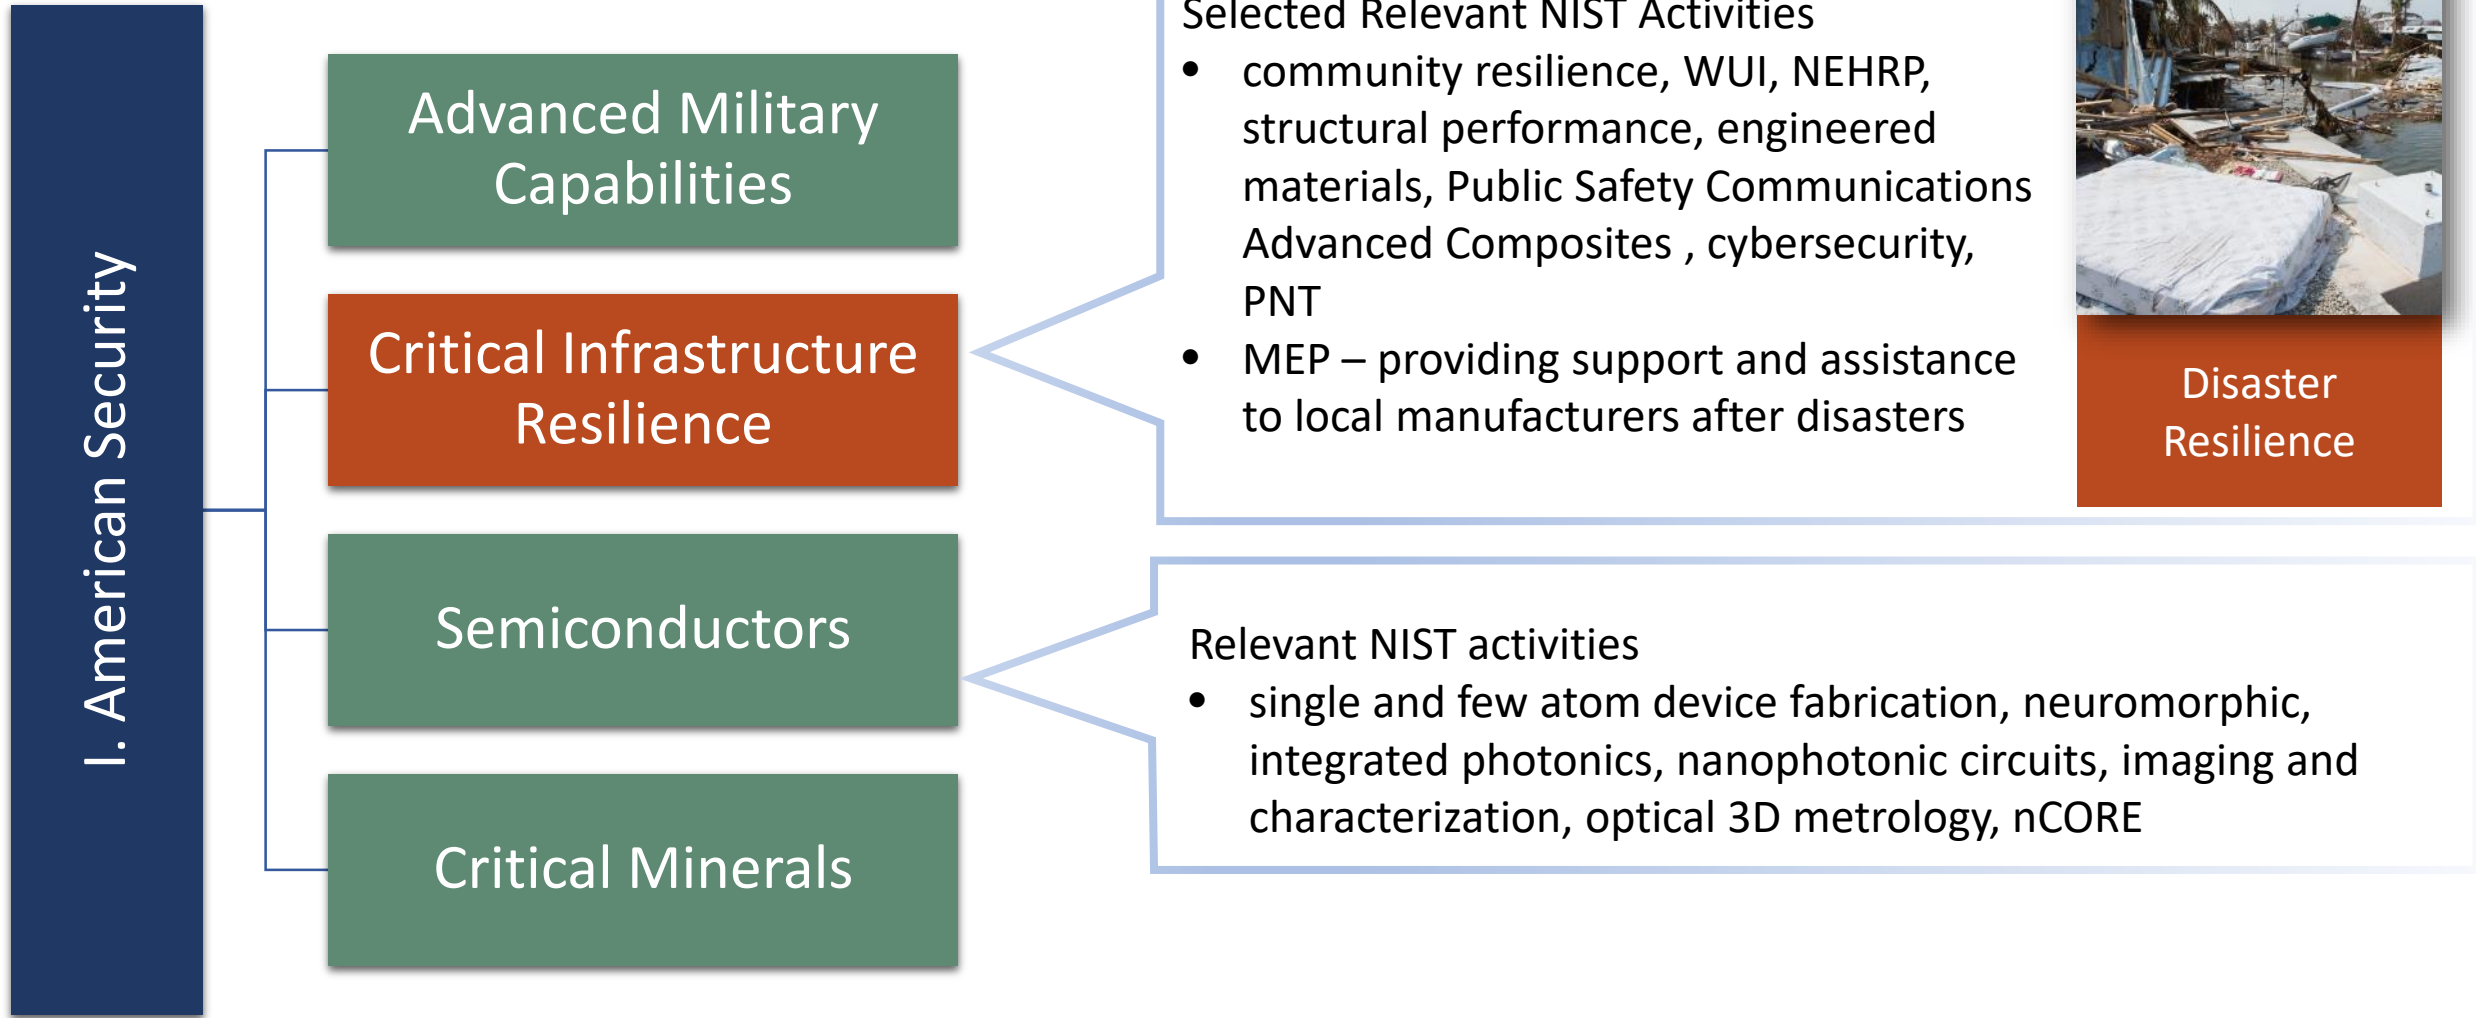 I. American Security
Advanced Military
Capabilities
Critical Infrastructure
Resilience
Semiconductors
Critical Minerals
Selected Relevant NIST Activities
• community resilience, WUI, NEHRP,
structural performance, engineered
materials, Public Safety Communications
Advanced Composites , cybersecurity,
PNT
• MEP – providing support and assistance
to local manufacturers after disasters
Disaster
Resilience
Relevant NIST activities
• single and few atom device fabrication, neuromorphic,
integrated photonics, nanophotonic circuits, imaging and
characterization, optical 3D metrology, nCORE